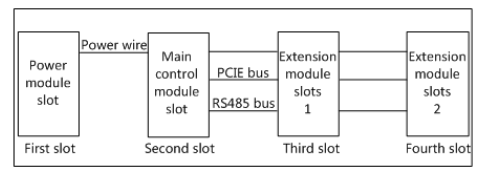 Power wire
Power
module
slot
Main
control
module
slot
PCIE bus
RS485 bus
Extension
module
slots
1
Extension
module
slots
2
First slot
Second slot
Third slot
Fourth slot